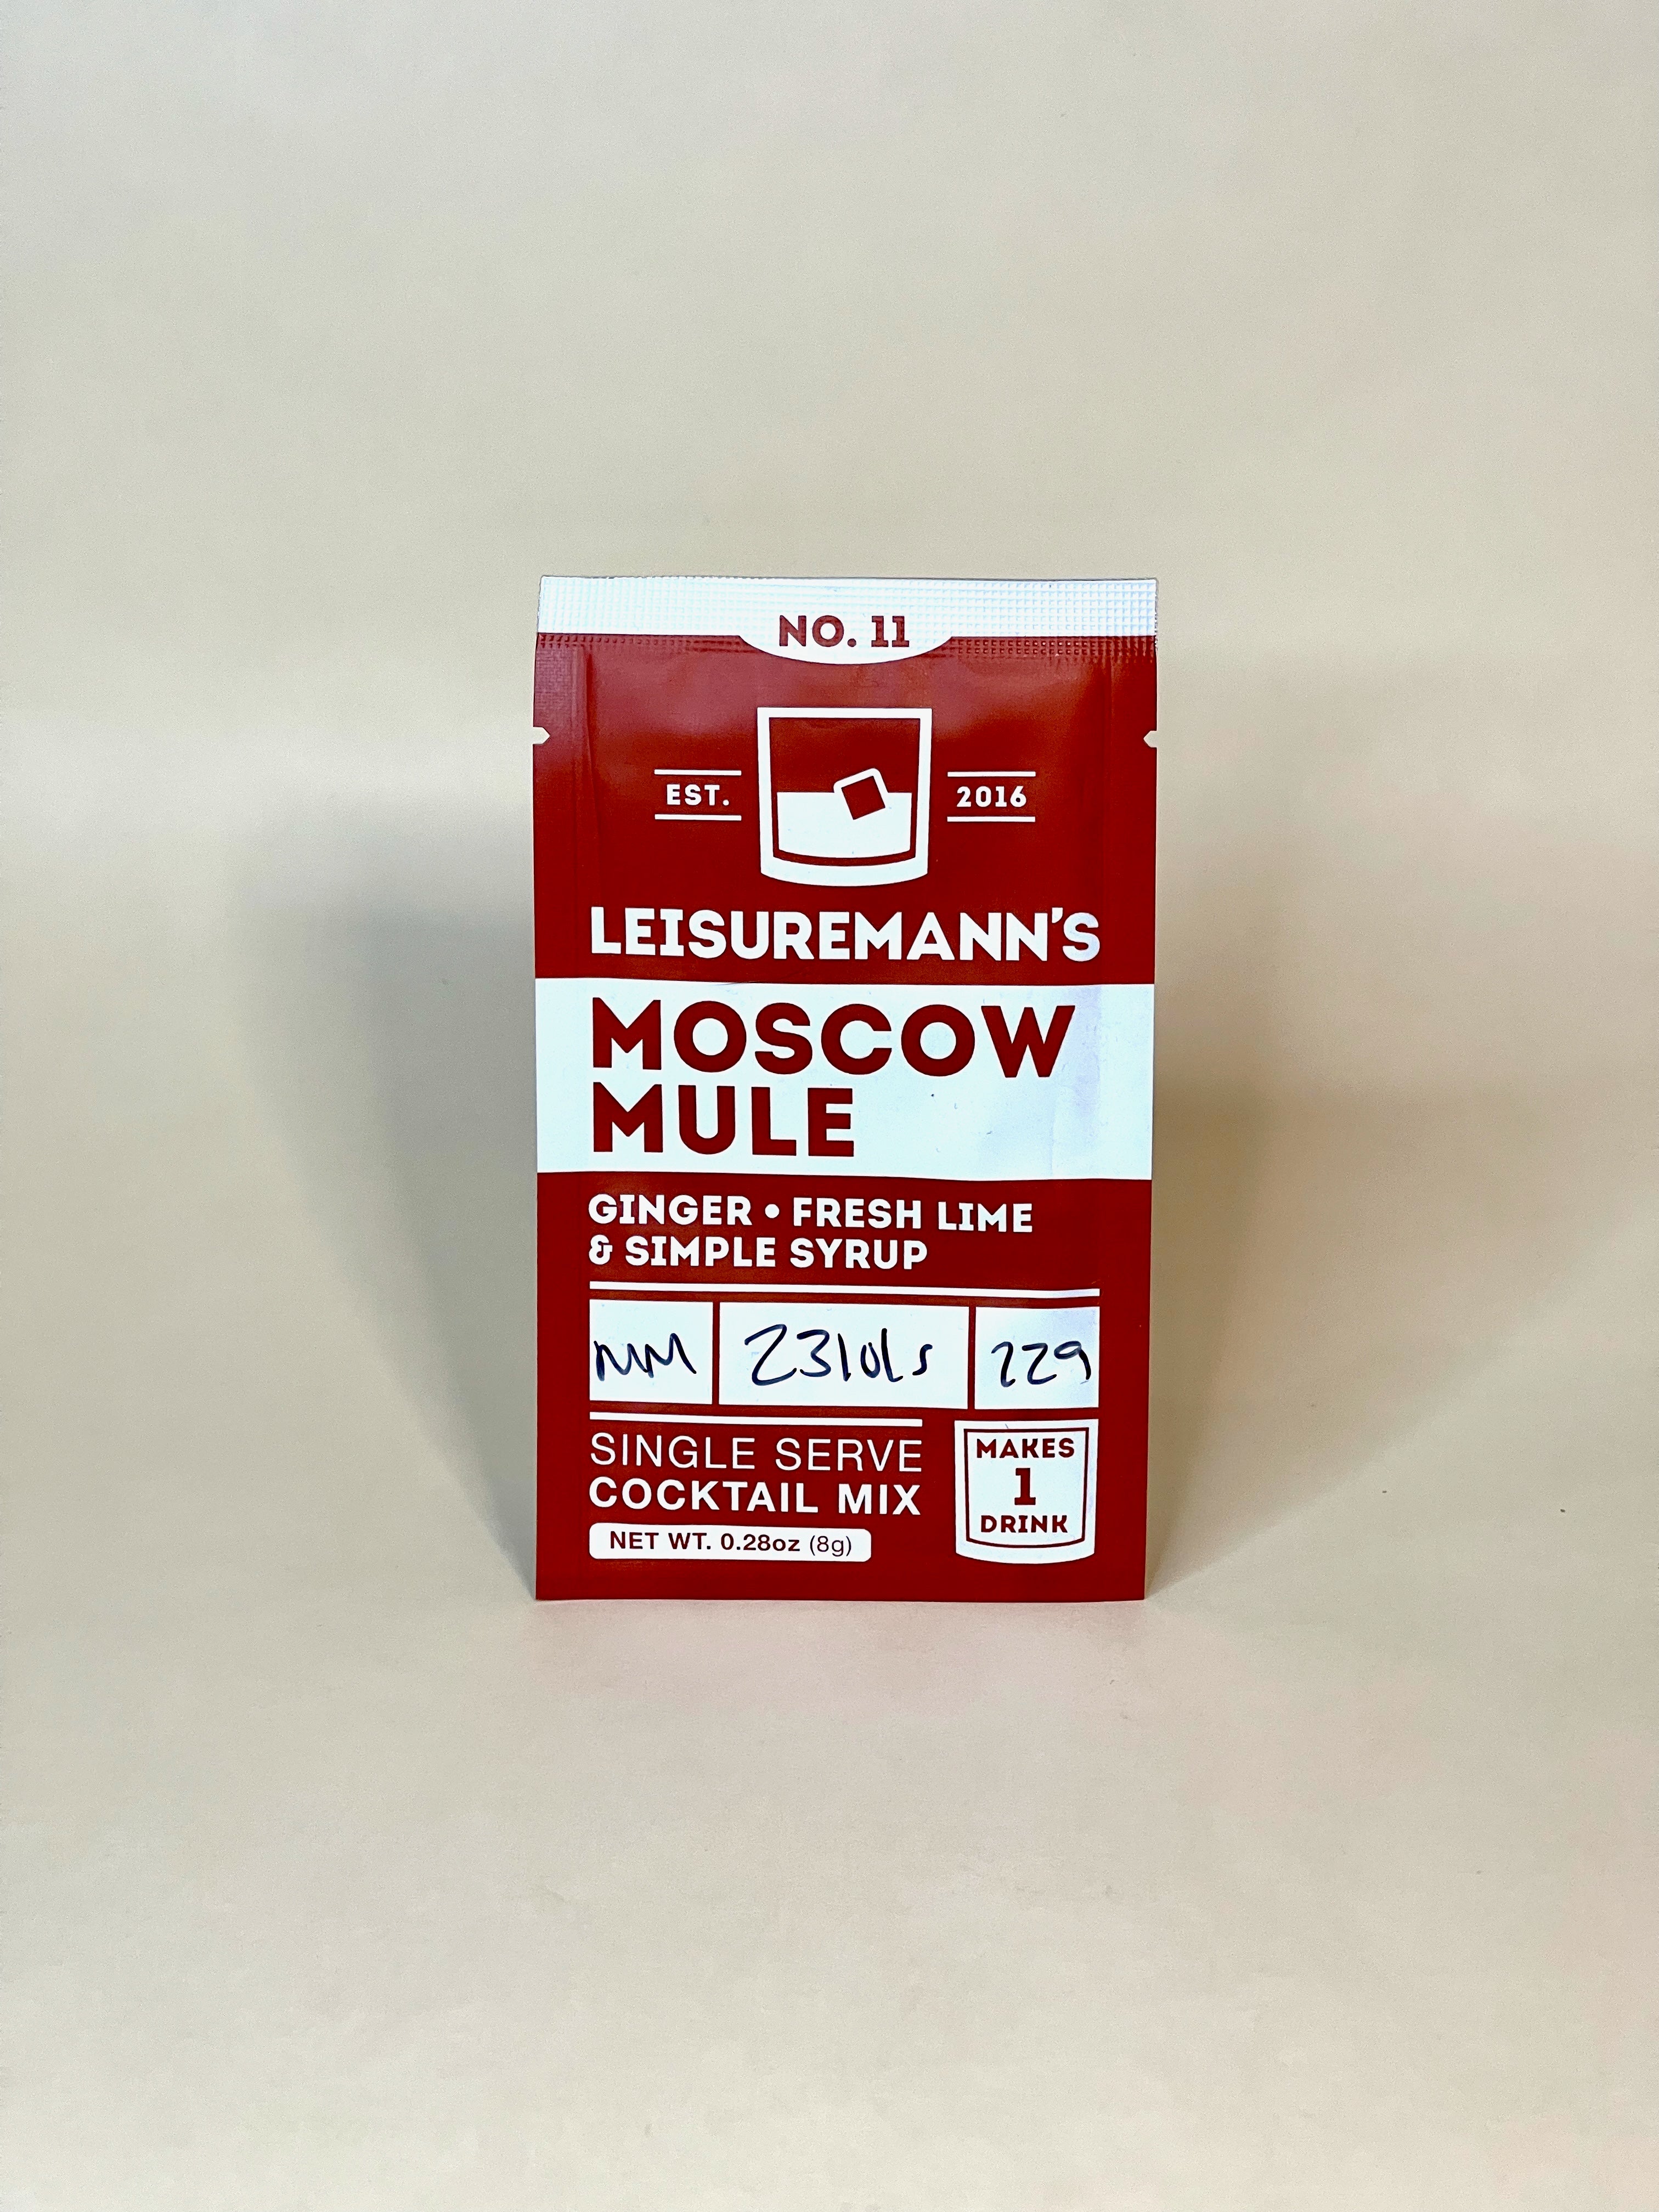 NO. 11
EST. 2016
LEISUREMANN'S
MOSCOW
MULE
GINGER • FRESH LIME
& SIMPLE SYRUP
MM 229
SINGLE SERVE
COCKTAIL MIX
NET WT. 0.28oz (8g)
MAKES
1
DRINK